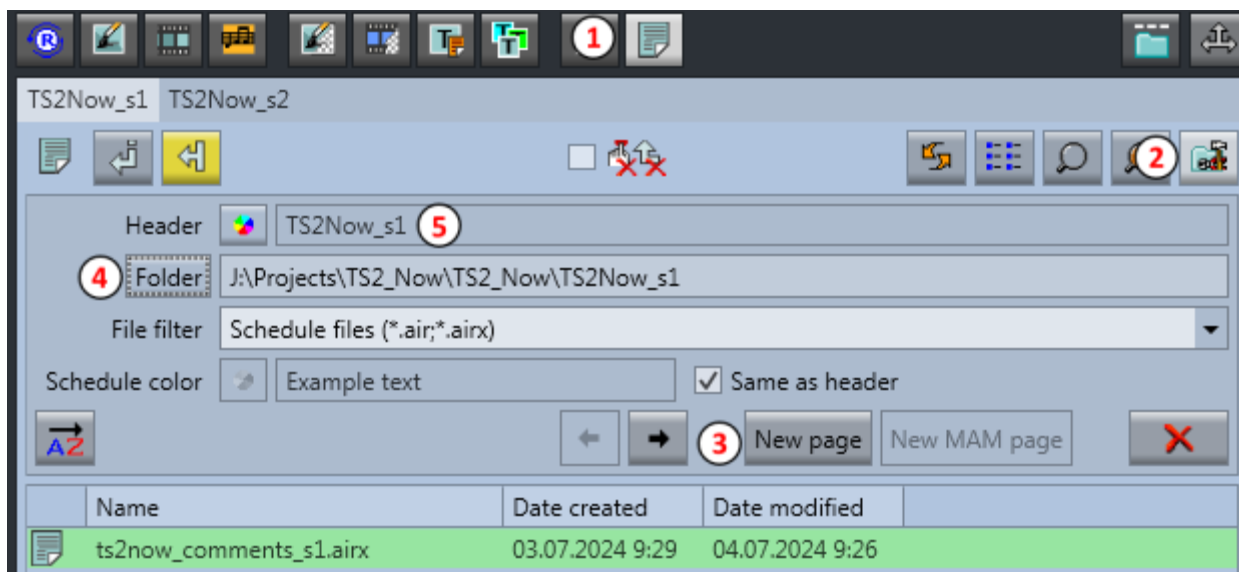 1
TS2Now_s1 TS2Now_s2
2
Header TS2Now_s1 5
4 Folder J:\Projects\TS2_Now\TS2_Now\TS2Now_s1
File filter Schedule files (*.air;*.airx)
Schedule color Example text Same as header
AZ 3 New page New MAM page
Name Date created Date modified
ts2now_comments_s1.airx 03.07.2024 9:29 04.07.2024 9:26